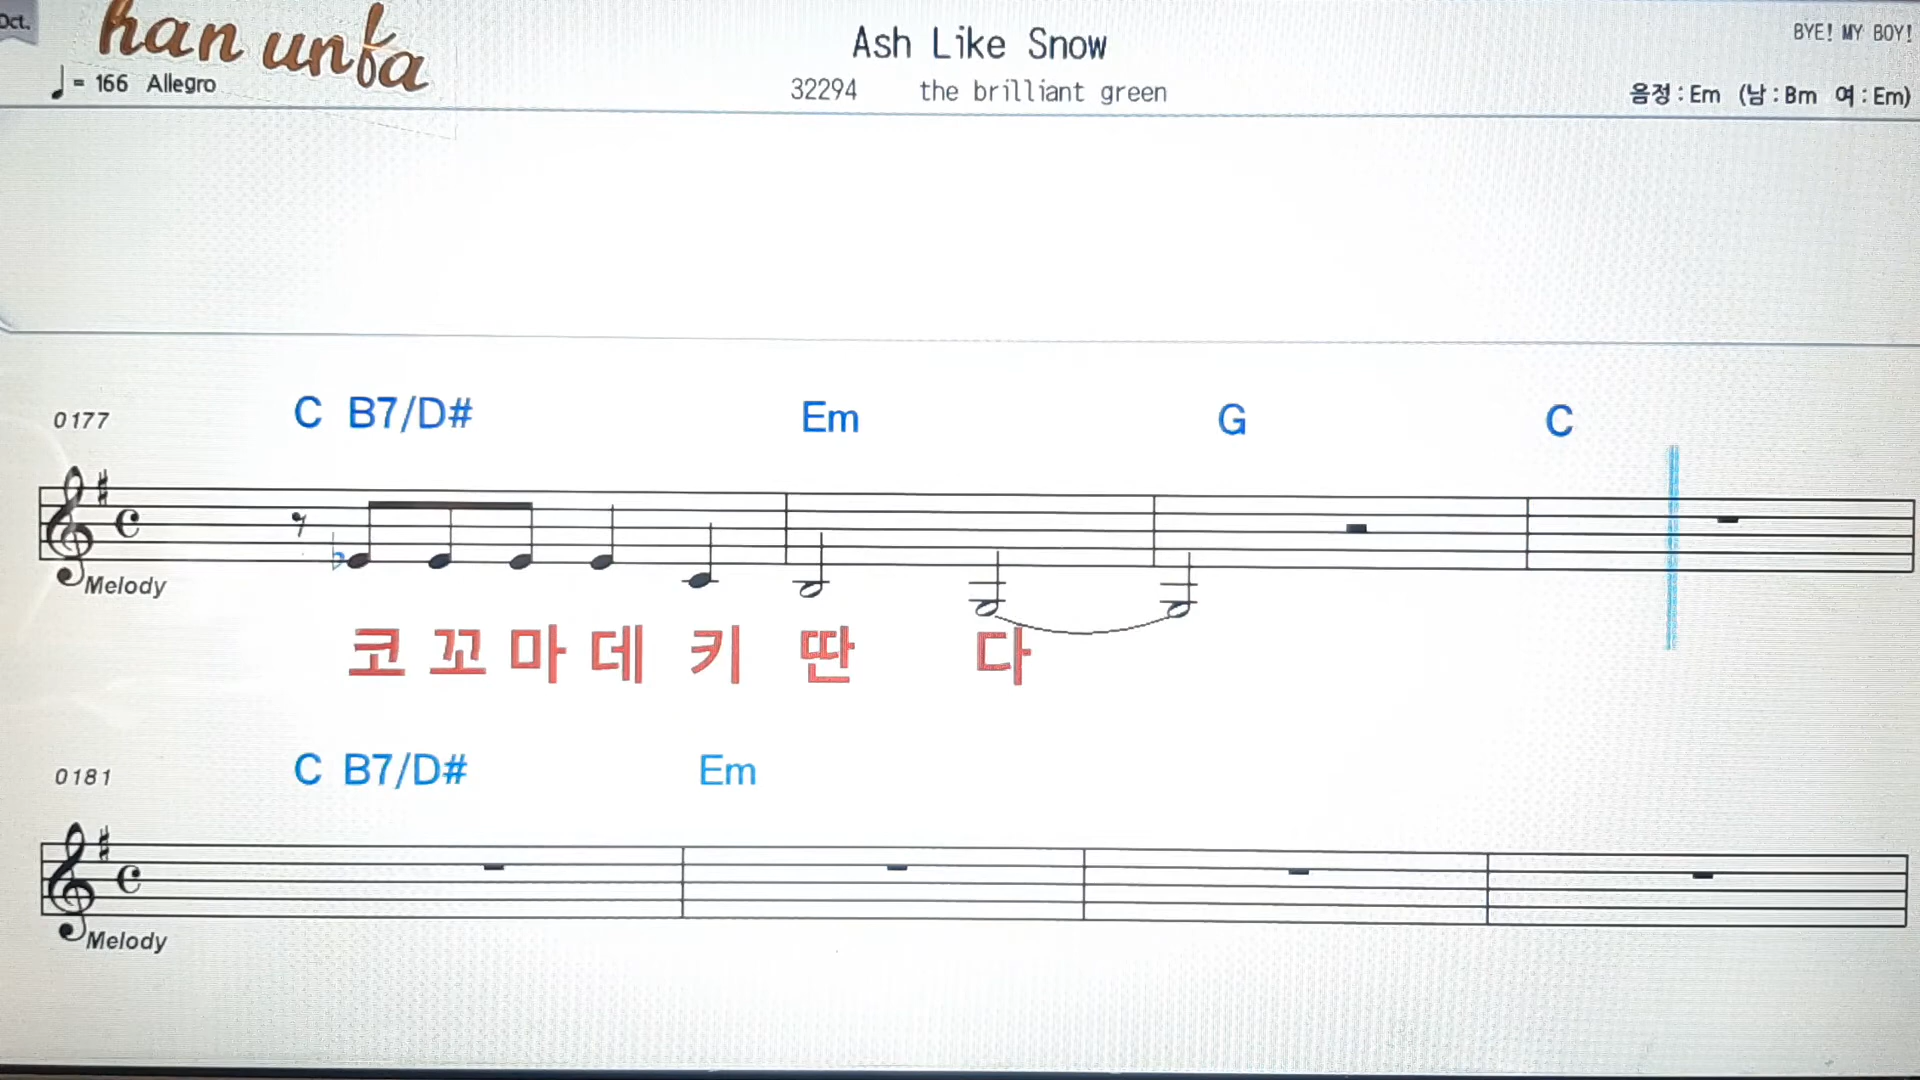 Oct.
han unfa
Ash Like Snow
BYE! MY BOY!
= 166 Allegro
32294 the brilliant green
음정 : Em (남 : Bm 여 : Em)
0177 C B7/D# Em G C
Melody
코 꼬 마 데 키 딴 다
0181 C B7/D# Em
Melody